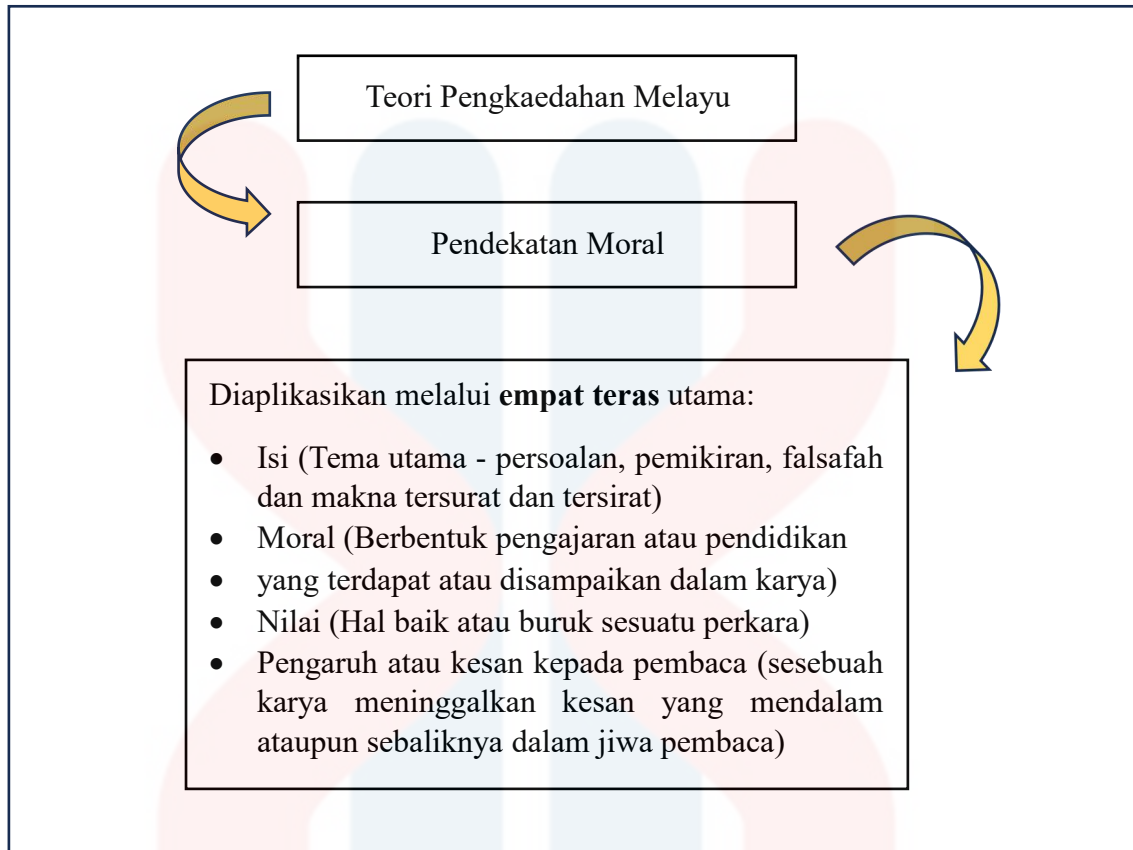 Teori Pengkaedahan Melayu
Pendekatan Moral
Diaplikasikan melalui empat teras utama:
• Isi (Tema utama - persoalan, pemikiran, falsafah
dan makna tersurat dan tersirat)
• Moral (Berbentuk pengajaran atau pendidikan
• yang terdapat atau disampaikan dalam karya)
• Nilai (Hal baik atau buruk sesuatu perkara)
• Pengaruh atau kesan kepada pembaca (sesebuah
karya meninggalkan kesan yang mendalam
ataupun sebaliknya dalam jiwa pembaca)